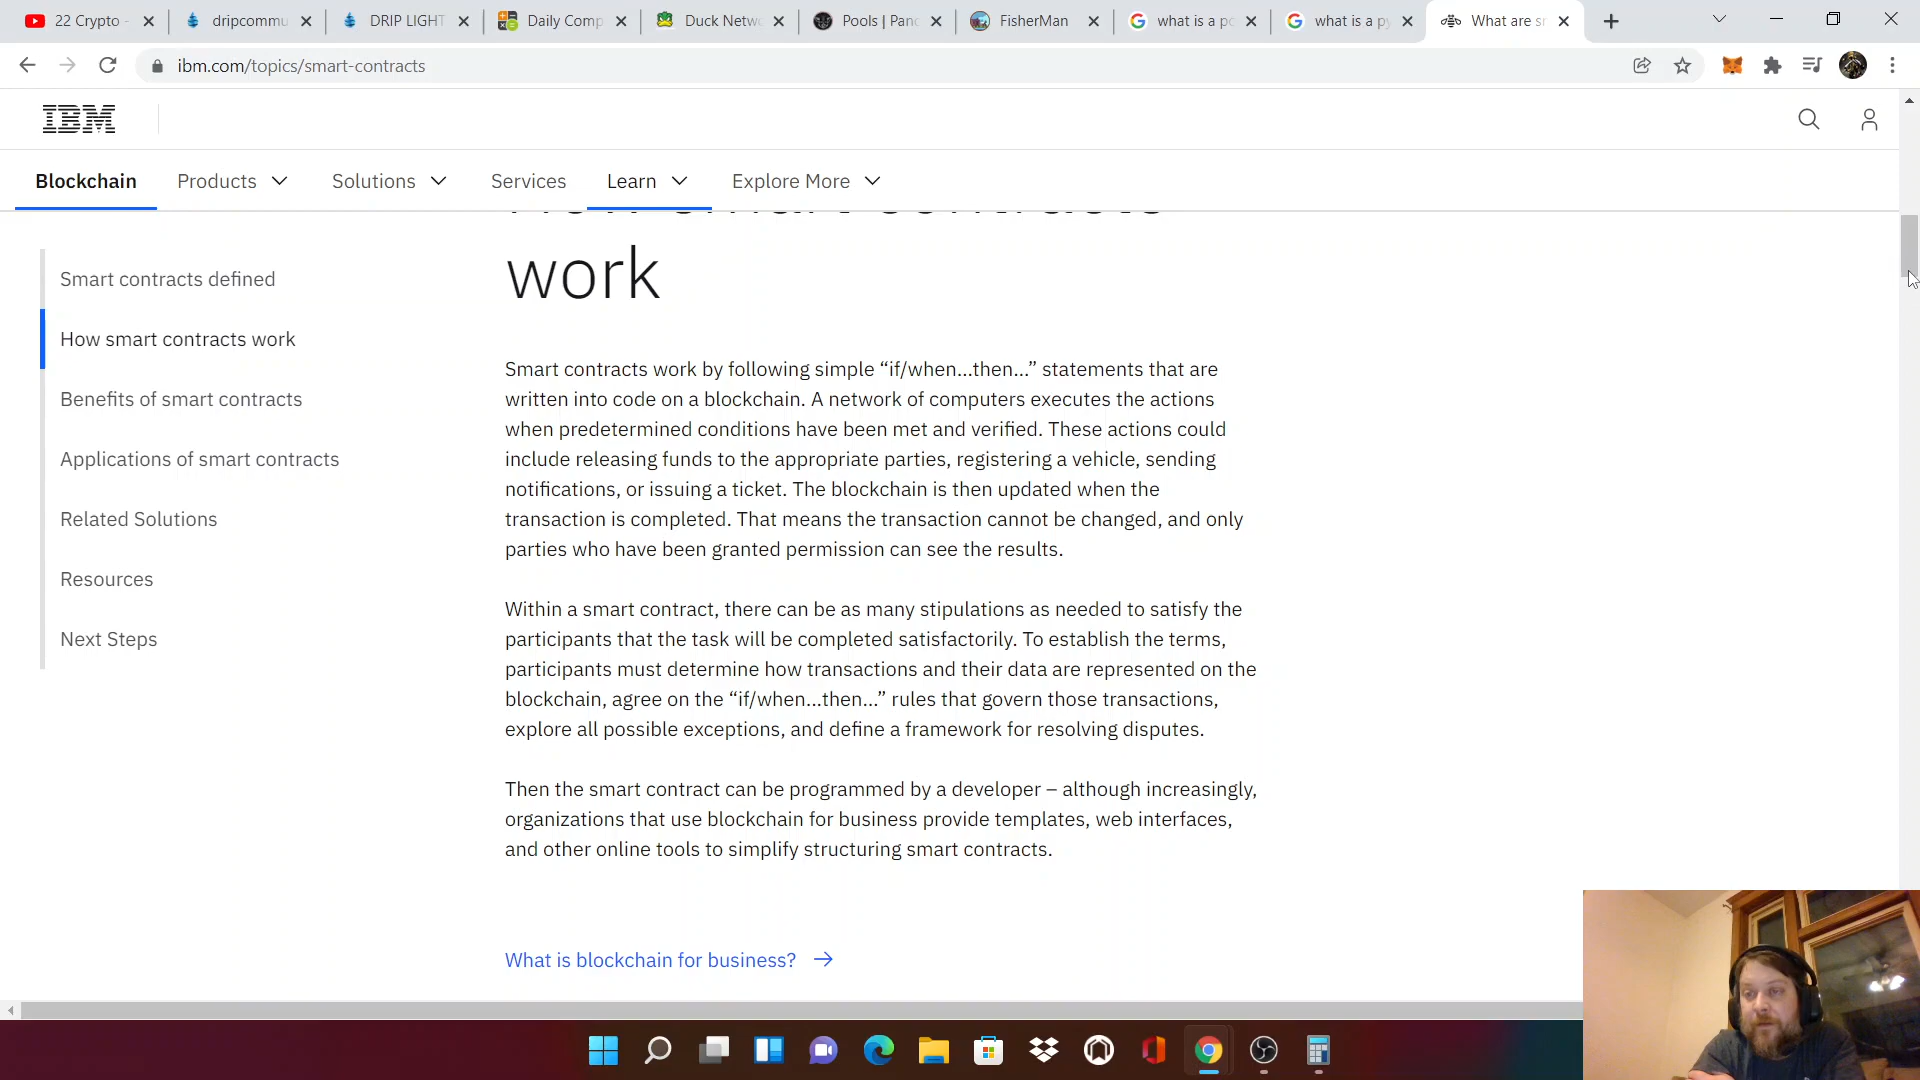 22 Crypto -
dripcommu
DRIP LIGHT
Daily Comp
Duck Netw
Pools | Panc
FisherMan
what is a po
what is a py
What are sm
ibm.com/topics/smart-contracts
IBM
Blockchain
Products
Solutions
Services
Learn
Explore More
How smart contracts
work
Smart contracts defined
How smart contracts work
Benefits of smart contracts
Applications of smart contracts
Related Solutions
Resources
Next Steps
Smart contracts work by following simple “if/when…then…” statements that are
written into code on a blockchain. A network of computers executes the actions
when predetermined conditions have been met and verified. These actions could
include releasing funds to the appropriate parties, registering a vehicle, sending
notifications, or issuing a ticket. The blockchain is then updated when the
transaction is completed. That means the transaction cannot be changed, and only
parties who have been granted permission can see the results.
Within a smart contract, there can be as many stipulations as needed to satisfy the
participants that the task will be completed satisfactorily. To establish the terms,
participants must determine how transactions and their data are represented on the
blockchain, agree on the “if/when...then…” rules that govern those transactions,
explore all possible exceptions, and define a framework for resolving disputes.
Then the smart contract can be programmed by a developer – although increasingly,
organizations that use blockchain for business provide templates, web interfaces,
and other online tools to simplify structuring smart contracts.
What is blockchain for business?